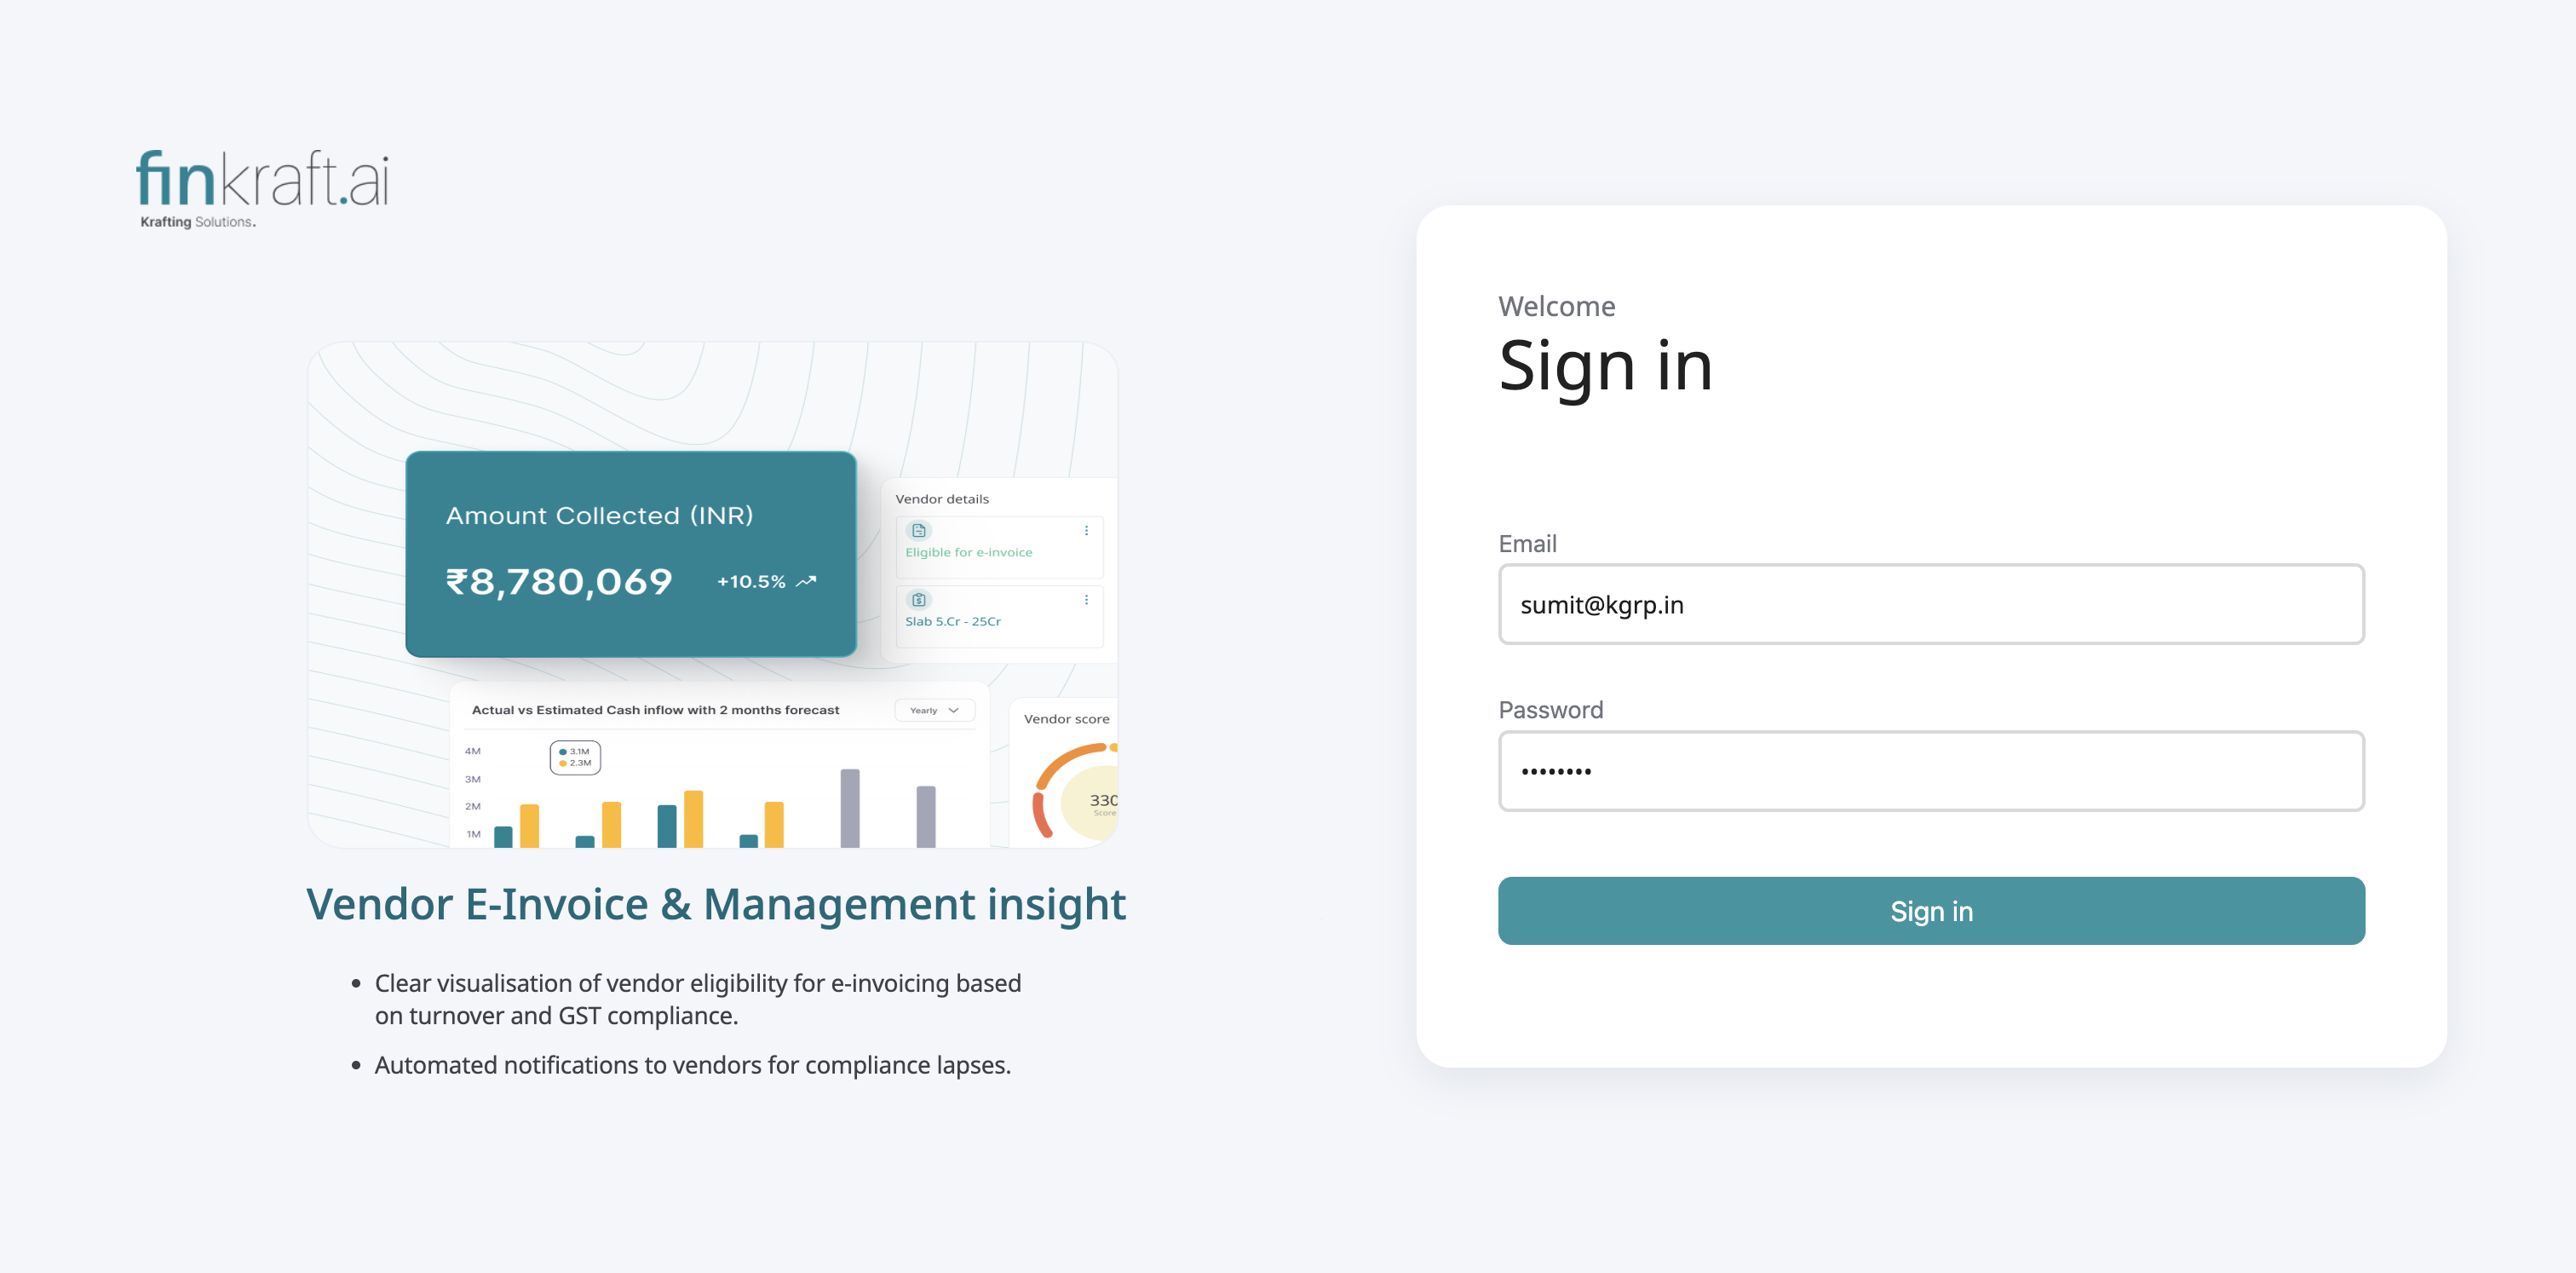 finkraft.ai
Krafting Solutions.
Amount Collected (INR)
₹8,780,069 +10.5%
Vendor details
Eligible for e-invoice
Slab 5.Cr - 25Cr
Actual vs Estimated Cash inflow with 2 months forecast
Yearly
4M
3M
2M
1M
3.1M
2.3M
Vendor score
330
Score
Vendor E-Invoice & Management insight
• Clear visualisation of vendor eligibility for e-invoicing based
on turnover and GST compliance.
• Automated notifications to vendors for compliance lapses.
Welcome
Sign in
Email
sumit@kgrp.in
Password
••••••••
Sign in